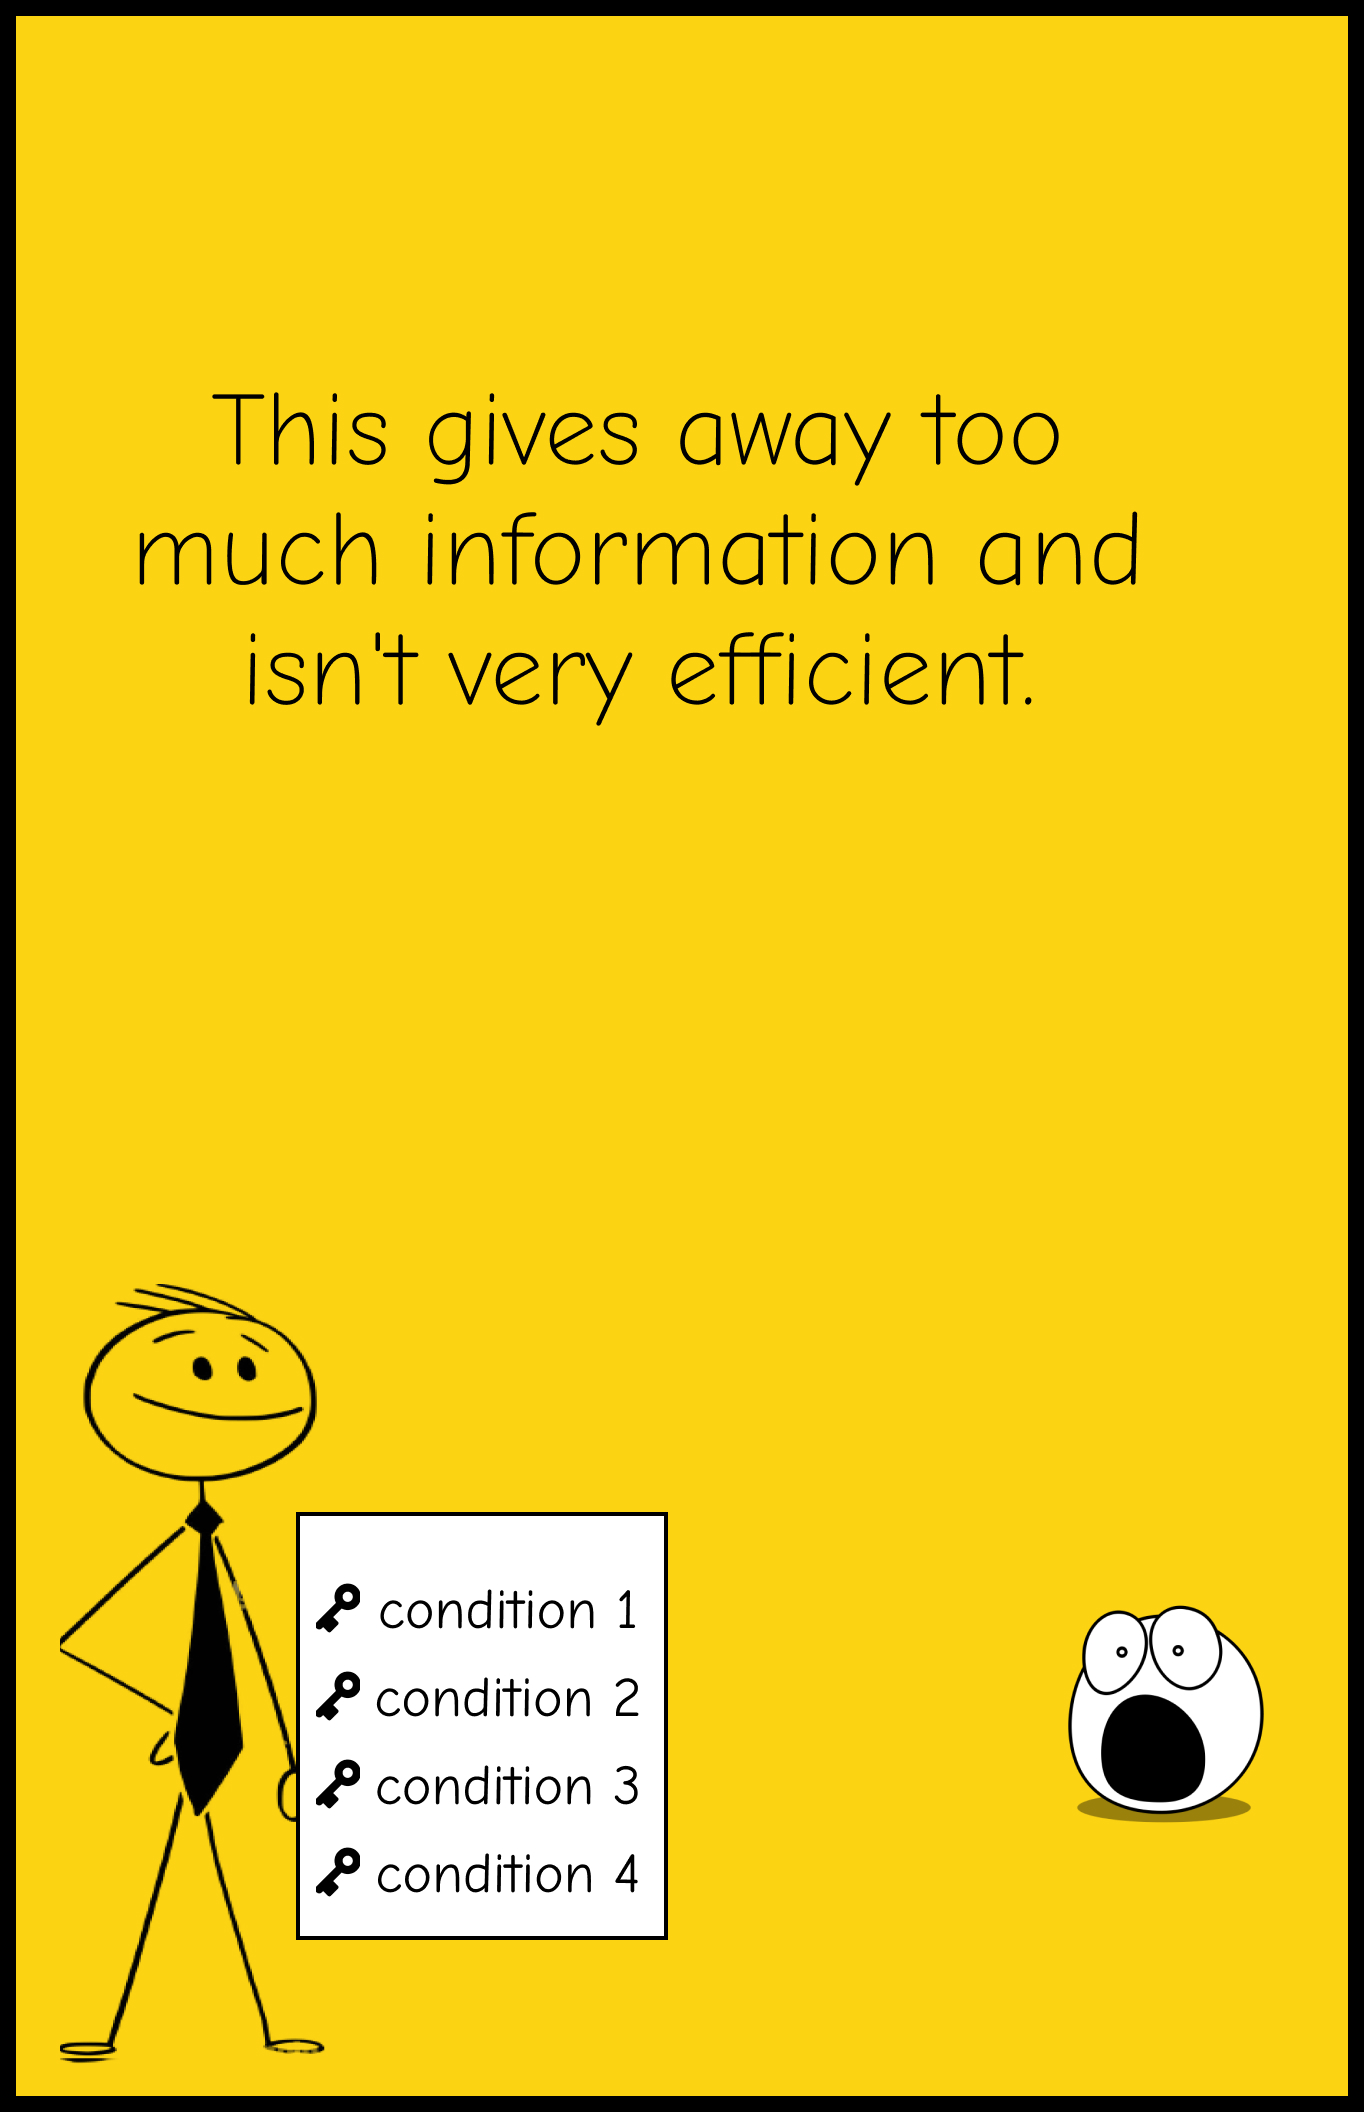 This gives away too
much information and
isn't very efficient.
condition 1
condition 2
condition 3
condition 4